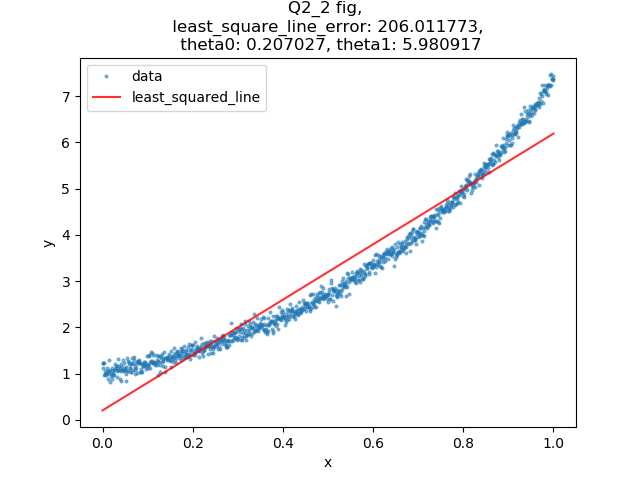 Q2_2 fig,
least_square_line_error: 206.011773,
theta0: 0.207027, theta1: 5.980917
data
least_squared_line
7
6
5
4
3
2
1
0
y
0.0 0.2 0.4 0.6 0.8 1.0
x